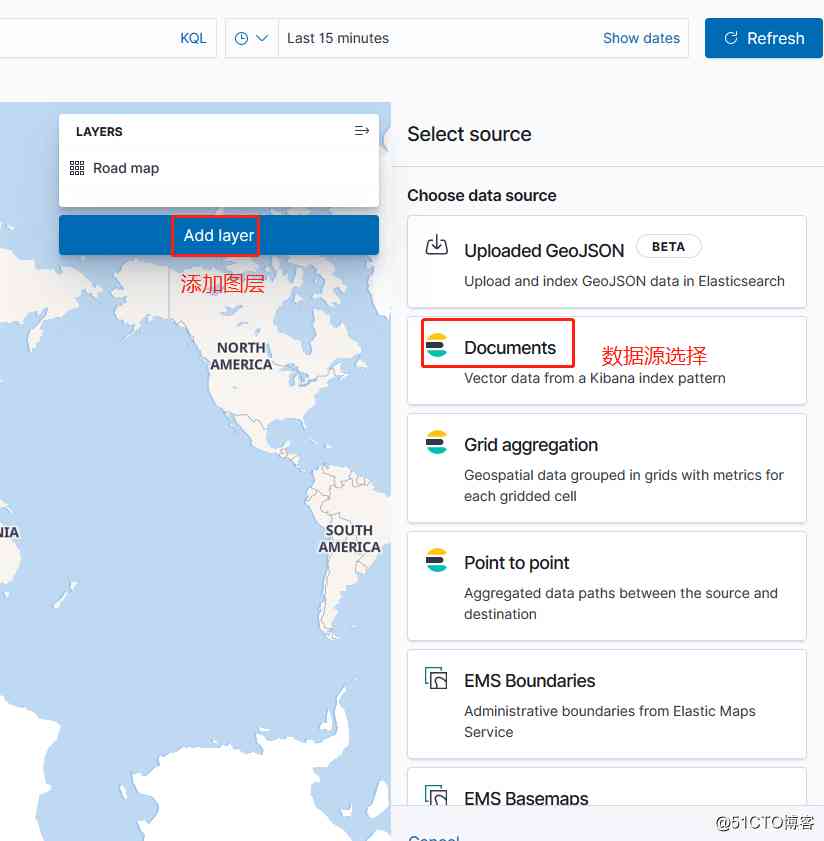 KQL
Last 15 minutes
Show dates
Refresh
LAYERS
Road map
Add layer
添加图层
NORTH
AMERICA
SOUTH
AMERICA
NIA
Select source
Choose data source
Uploaded GeoJSON
BETA
Upload and index GeoJSON data in Elasticsearch
Documents
数据源选择
Vector data from a Kibana index pattern
Grid aggregation
Geospatial data grouped in grids with metrics for
each gridded cell
Point to point
Aggregated data paths between the source and
destination
EMS Boundaries
Administrative boundaries from Elastic Maps
Service
EMS Basemaps
Cancel
@51CTO博客